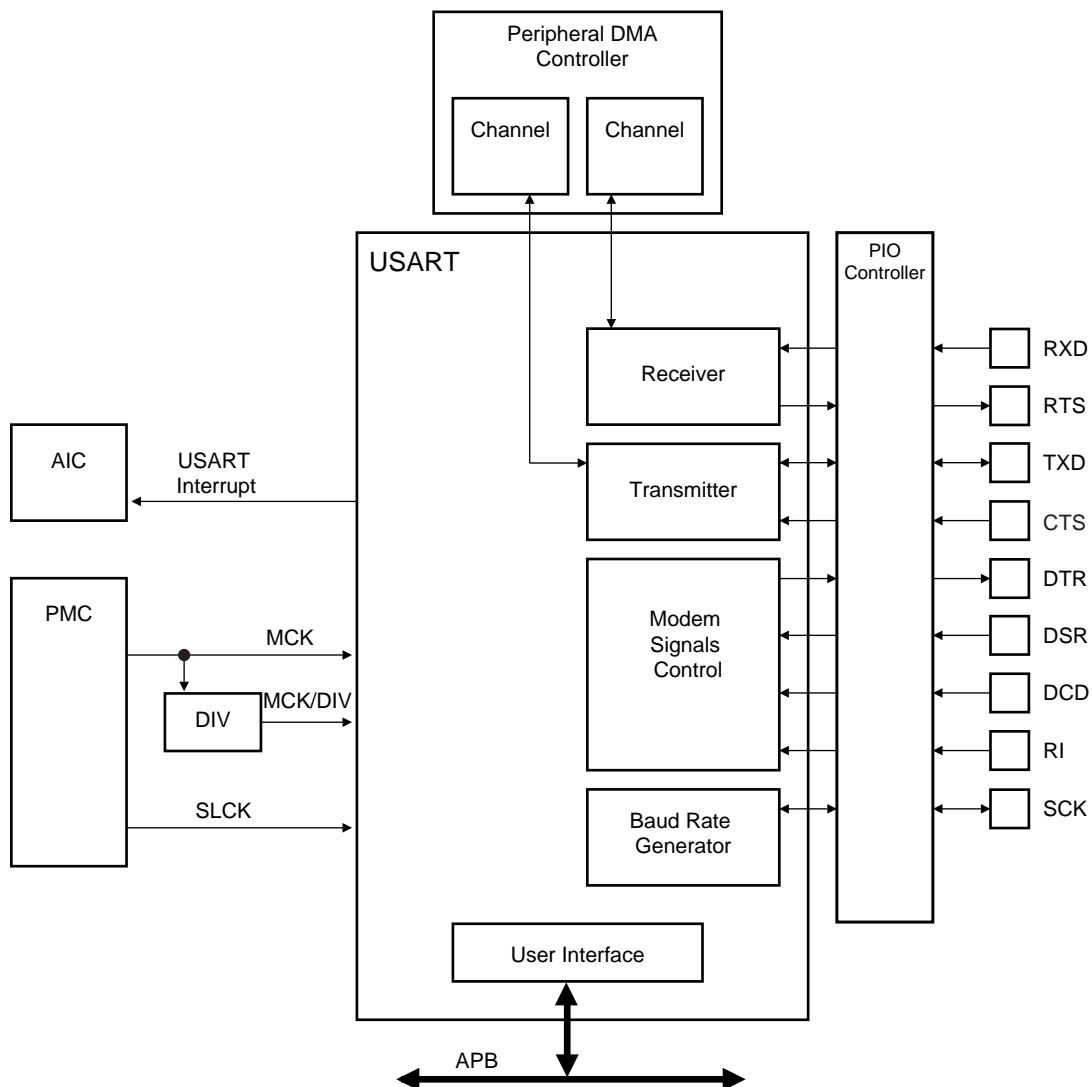 Peripheral DMA
Controller
Channel
Channel
USART
PIO
Controller
Receiver
RXD
RTS
AIC
USART
Interrupt
Transmitter
TXD
CTS
PMC
MCK
DIV
MCK/DIV
SLCK
Modem
Signals
Control
DTR
DSR
DCD
RI
Baud Rate
Generator
SCK
User Interface
APB